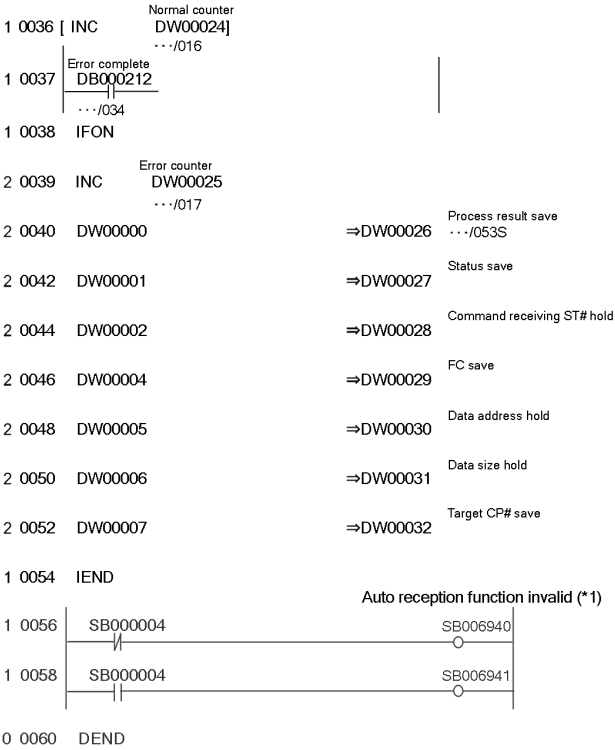 Normal counter
1 0036 [ INC DW00024]
···/016
Error complete
1 0037 DB000212
···/034
1 0038 IFON
Error counter
2 0039 INC DW00025
···/017
Process result save
2 0040 DW00000 ⇒DW00026 ···/053S
Status save
2 0042 DW00001 ⇒DW00027
Command receiving ST# hold
2 0044 DW00002 ⇒DW00028
FC save
2 0046 DW00004 ⇒DW00029
Data address hold
2 0048 DW00005 ⇒DW00030
Data size hold
2 0050 DW00006 ⇒DW00031
Target CP# save
2 0052 DW00007 ⇒DW00032
1 0054 IEND
Auto reception function invalid (*1)
1 0056 SB000004 SB006940
1 0058 SB000004 SB006941
0 0060 DEND